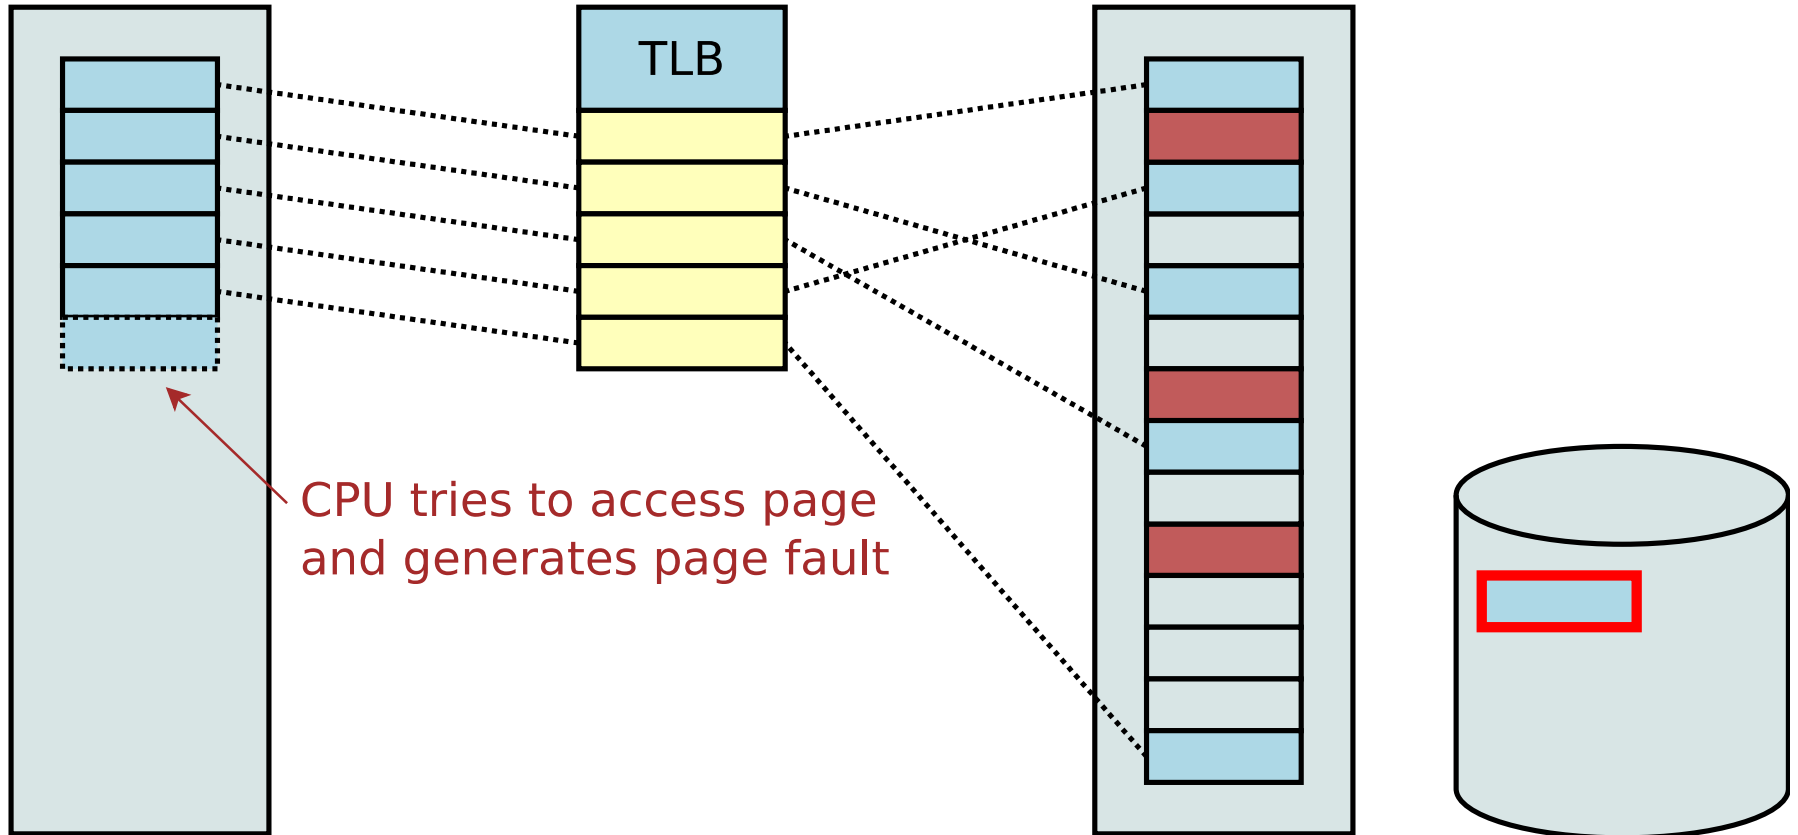 TLB
CPU tries to access page
and generates page fault